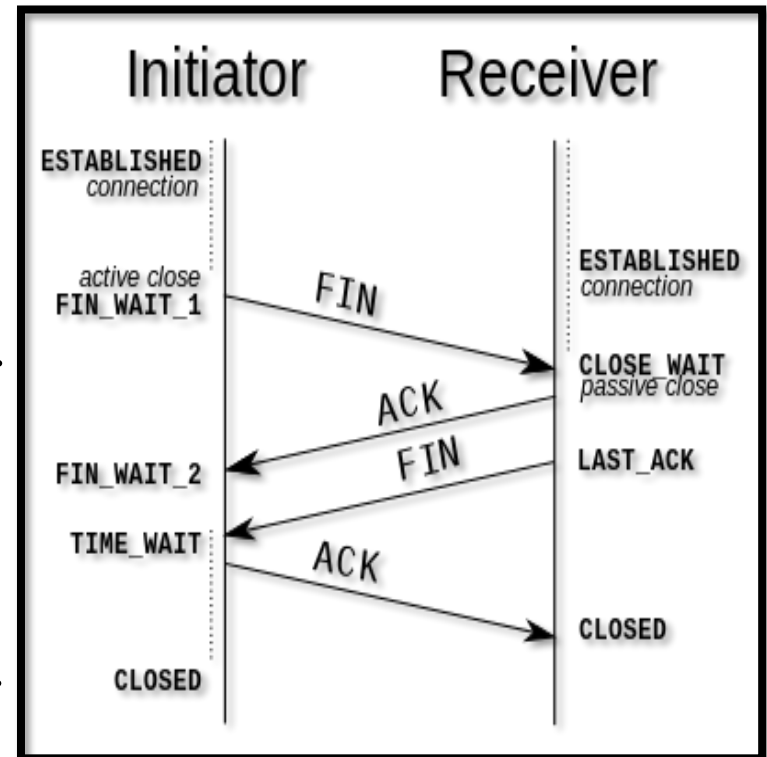 Initiator
Receiver
ESTABLISHED
connection
active close
FIN_WAIT_1
FIN
ESTABLISHED
connection
CLOSE_WAIT
passive close
ACK
FIN
FIN_WAIT_2
LAST_ACK
TIME_WAIT
ACK
CLOSED
CLOSED